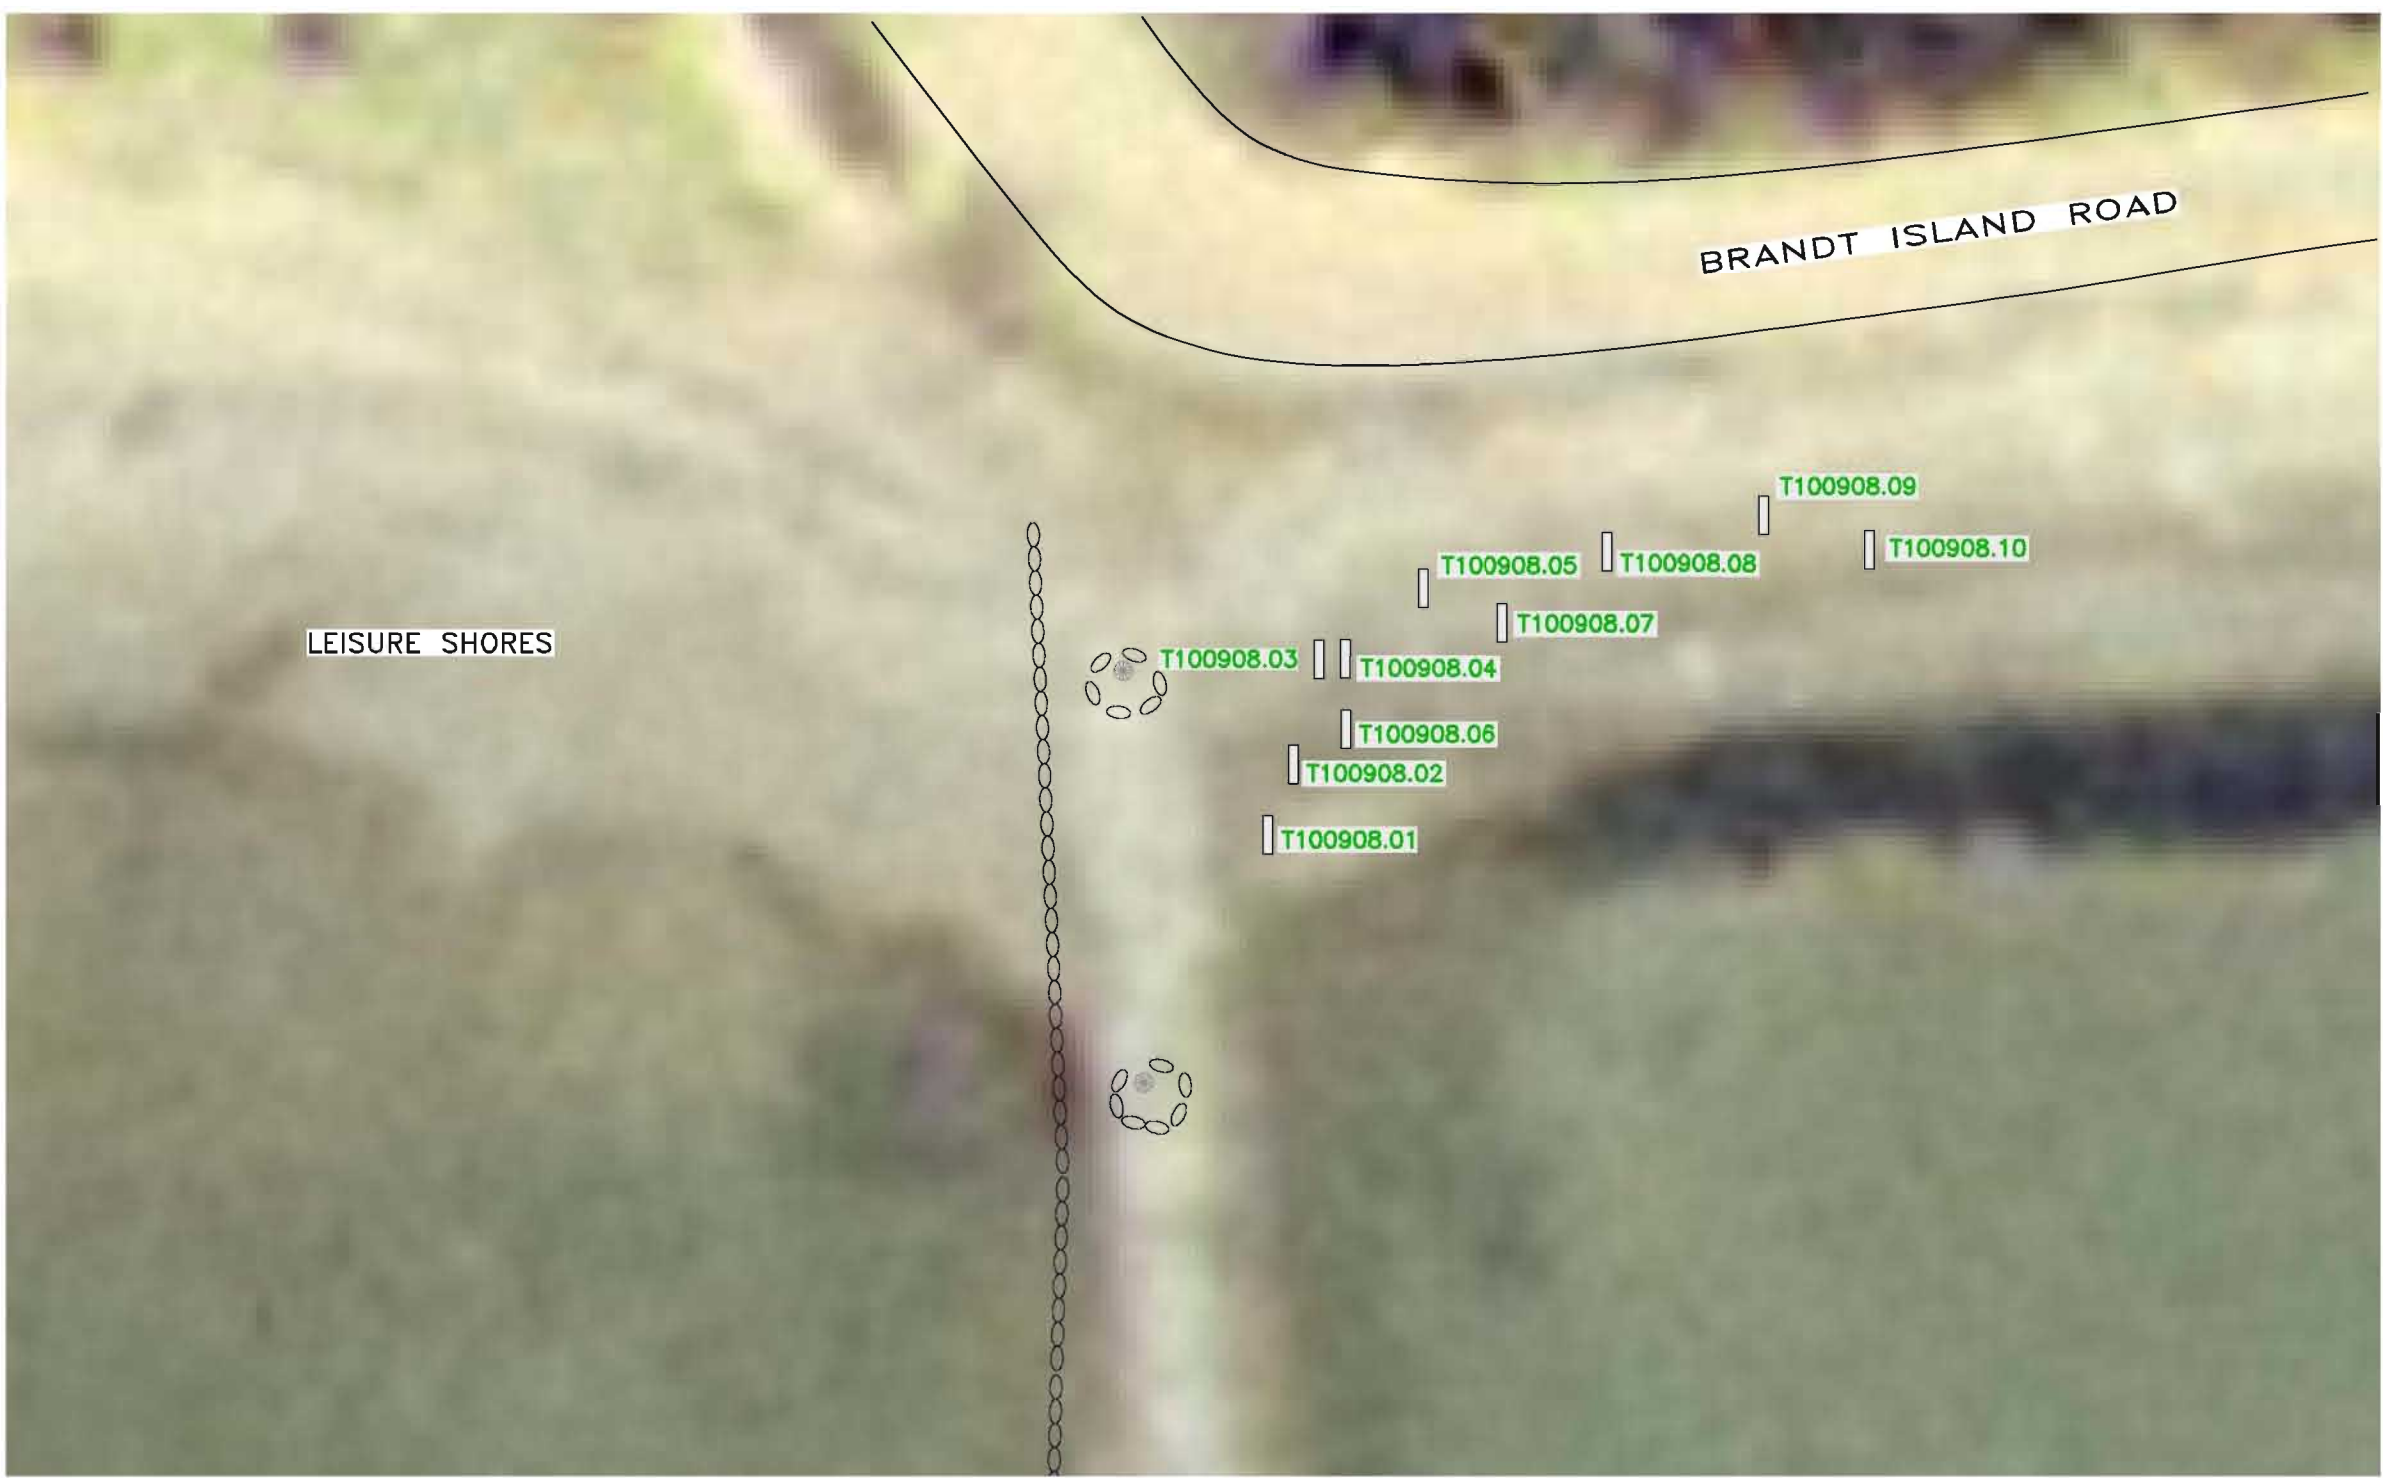 BRANDT ISLAND ROAD
T100908.09
T100908.10
T100908.05
T100908.08
T100908.07
LEISURE SHORES
T100908.03
T100908.04
T100908.06
T100908.02
T100908.01